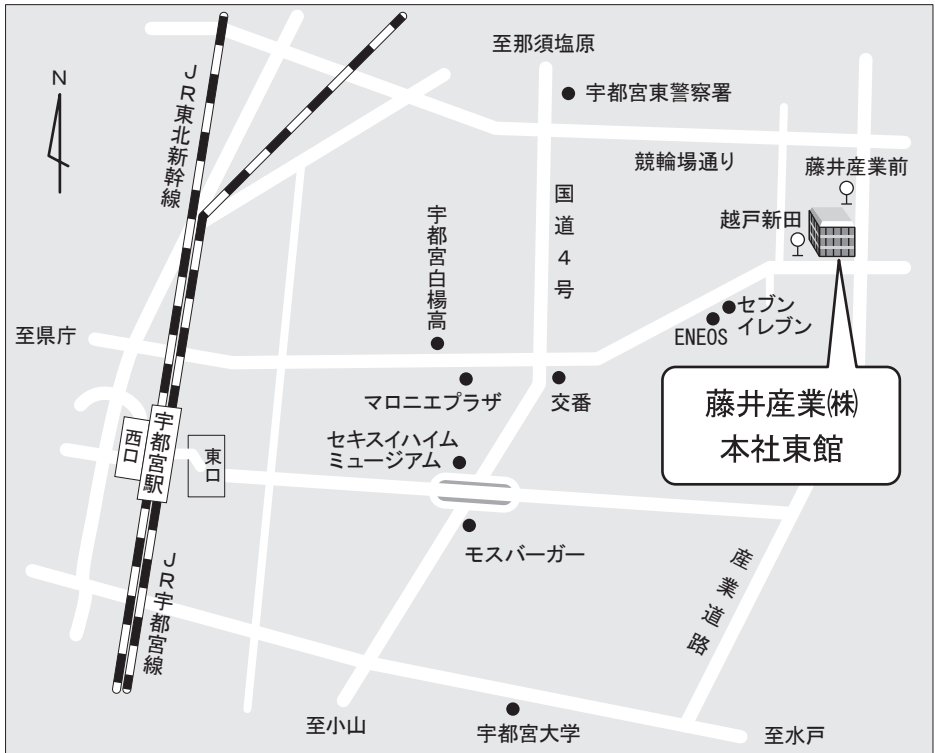 至那須塩原
N
宇都宮東警察署
JR東北新幹線
競輪場通り
藤井産業前
国道4号
越戸新田
宇都宮白楊高
セブン
イレブン
ENEOS
至県庁
マロニエプラザ
交番
藤井産業㈱
本社東館
セキスイハイム
ミュージアム
西口
宇都宮駅
東口
モスバーガー
JR宇都宮線
産業道路
至小山
宇都宮大学
至水戸